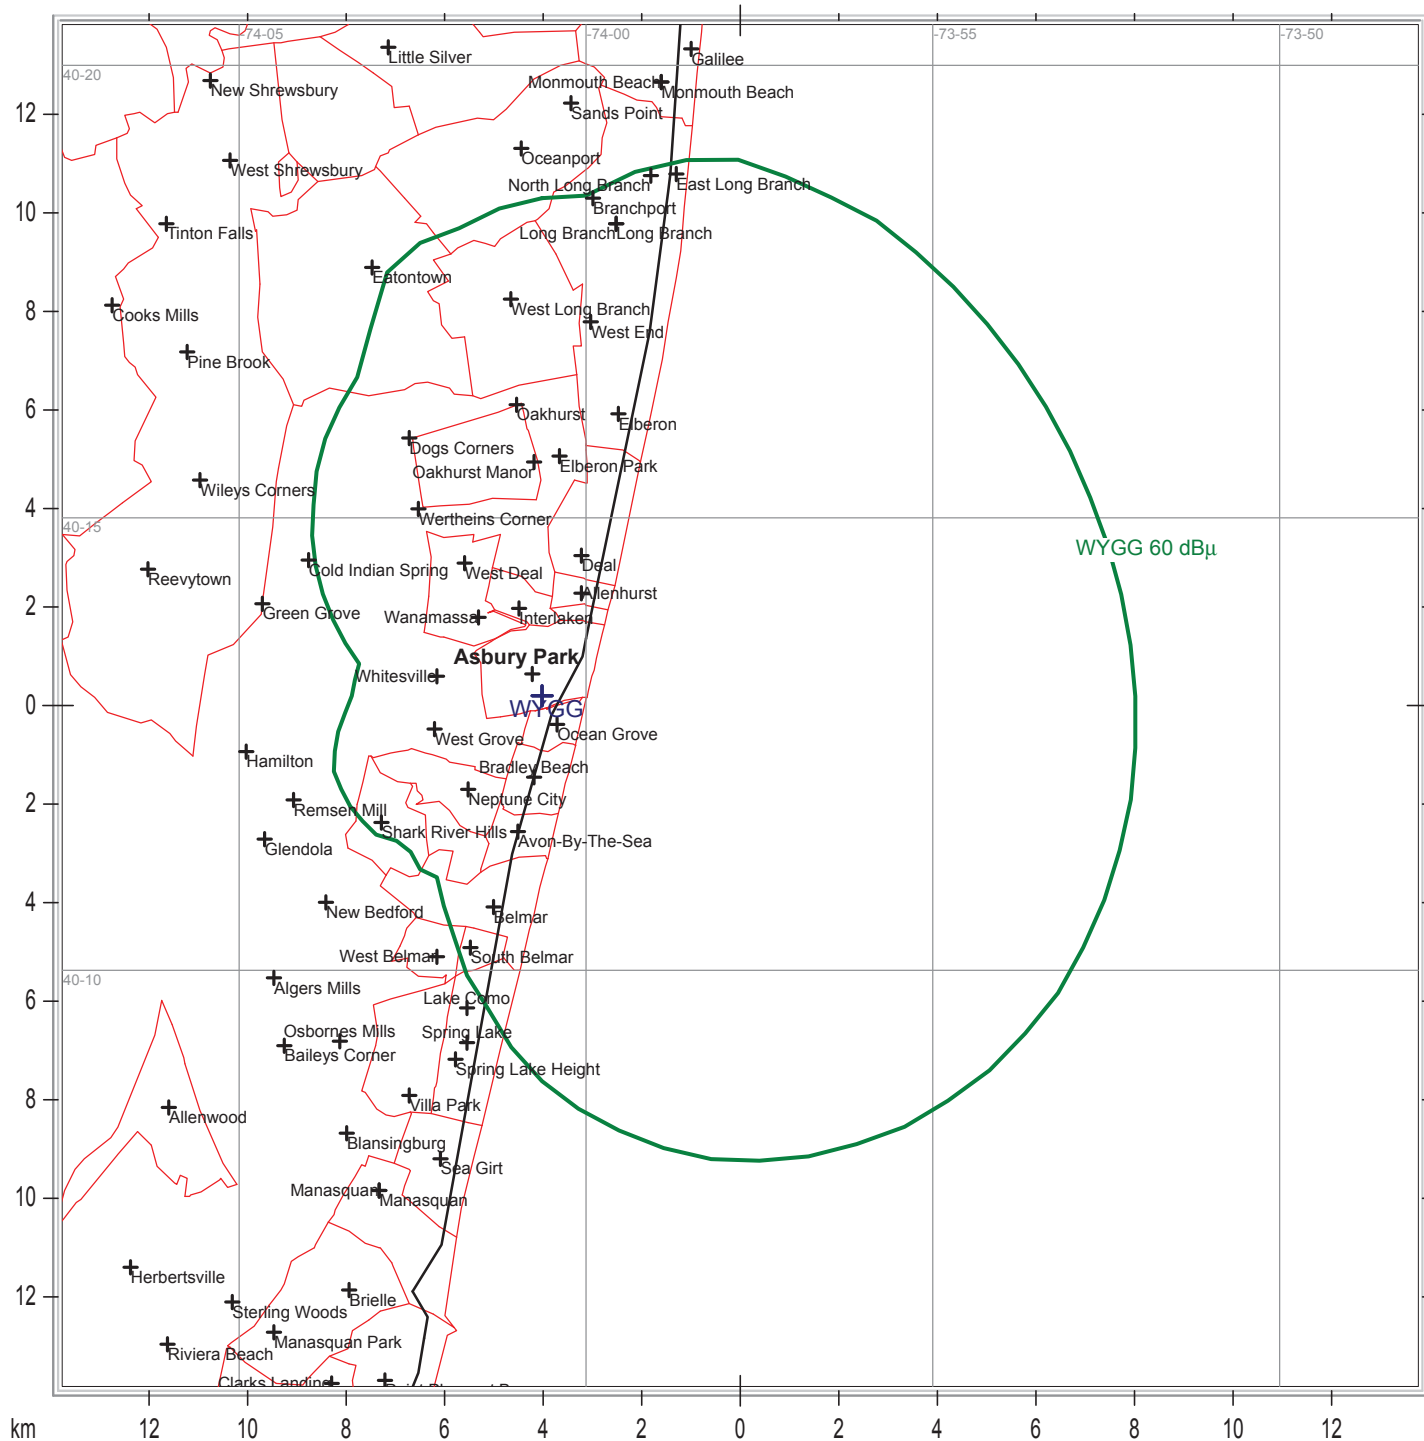 -74-05
-74-00
-73-55
-73-50
Little Silver
Galilee
40-20
New Shrewsbury
Monmouth Beach
Monmouth Beach
12
Sands Point
Oceanport
West Shrewsbury
North Long Branch
East Long Branch
10
Branchport
Tinton Falls
Long Branch
Long Branch
Eatontown
8
West Long Branch
Cooks Mills
West End
Pine Brook
6
Oakhurst
Elberon
Dogs Corners
Oakhurst Manor
Elberon Park
Wileys Corners
4
Wertheins Corner
40-15
WYGG 60 dBμ
Cold Indian Spring
West Deal
Deal
Reevytown
2
Allenhurst
Green Grove
Wanamassa
Interlaken
Asbury Park
Whitesville
0
WYGG
West Grove
Ocean Grove
Hamilton
Bradley Beach
2
Neptune City
Remsen Mill
Shark River Hills
Avon-By-The-Sea
Glendola
4
New Bedford
Belmar
West Belmar
South Belmar
40-10
Algers Mills
6
Lake Como
Osbornes Mills
Spring Lake
Baileys Corner
Spring Lake Height
8
Villa Park
Allenwood
Blansingburg
Sea Girt
10
Manasquan
Manasquan
Herbertsville
12
Brielle
Sterling Woods
Manasquan Park
Riviera Beach
Clarks Landing
km
12 10 8 6 4 2 0 2 4 6 8 10 12